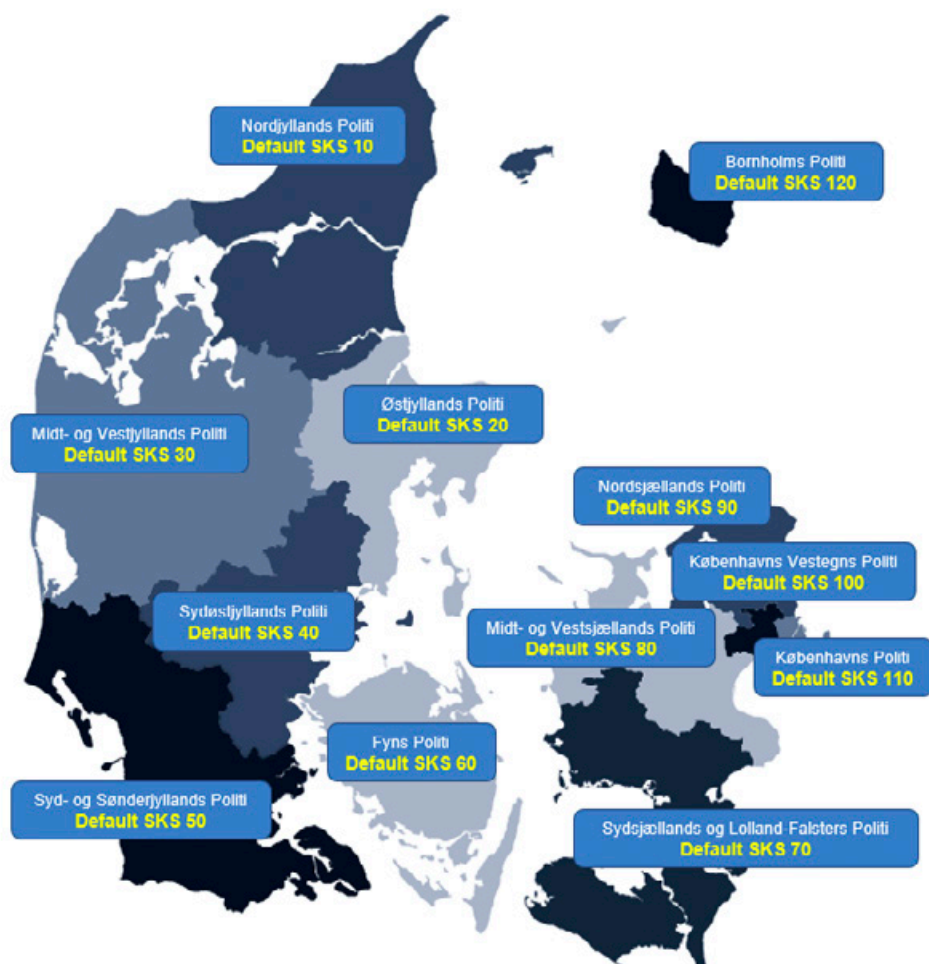 Nordjyllands Politi
Default SKS 10
Bornholms Politi
Default SKS 120
Østjyllands Politi
Default SKS 20
Midt- og Vestjyllands Politi
Default SKS 30
Nordsjællands Politi
Default SKS 90
Københavns Vestegns Politi
Default SKS 100
Sydøstjyllands Politi
Default SKS 40
Midt- og Vestsjællands Politi
Default SKS 80
Københavns Politi
Default SKS 110
Fyns Politi
Default SKS 60
Syd- og Sønderjyllands Politi
Default SKS 50
Sydsjællands og Lolland-Falsters Politi
Default SKS 70